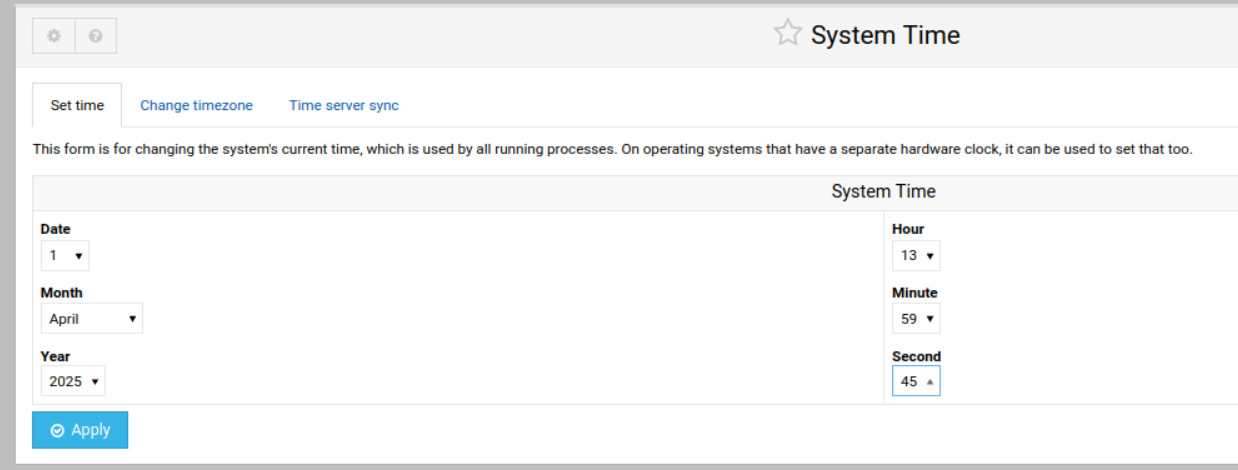 System Time
Set time Change timezone Time server sync
This form is for changing the system's current time, which is used by all running processes. On operating systems that have a separate hardware clock, it can be used to set that too.
System Time
Date
1
Month
April
Year
2025
Hour
13
Minute
59
Second
45
Apply